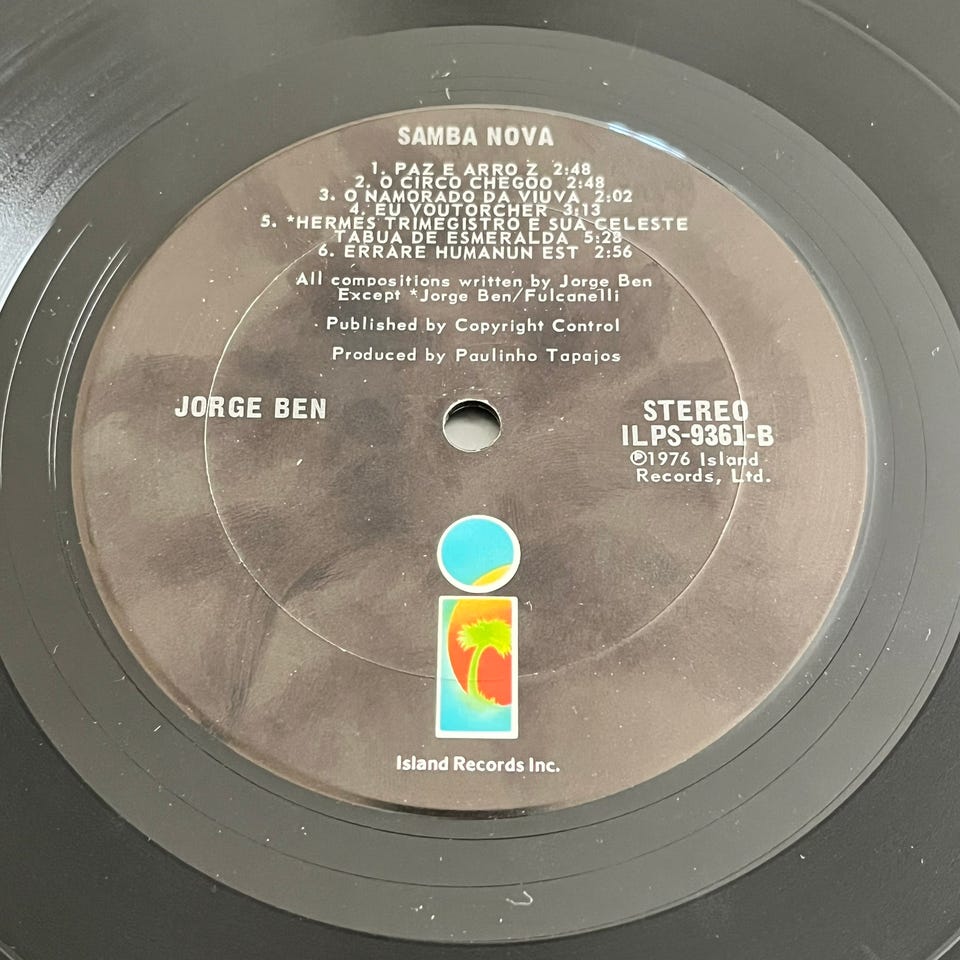 SAMBA NOVA
1. PAZ E ARRO Z 2:48
2. O CIRCO CHEGOO 2:48
3. O NAMORADO DA VIUVA 2:02
4. EU VOUTORCHER 3:13
5. *HERMES TRIMEGISTRO E SUA CELESTE
TABUA DE ESMERALDA 5:28
6. ERRARE HUMANUN EST 2:56
All compositions written by Jorge Ben
Except *Jorge Ben/Fulcanelli
Published by Copyright Control
Produced by Paulinho Tapajos
JORGE BEN
STEREO
ILPS-9361-B
℗1976 Island
Records, Ltd.
Island Records Inc.